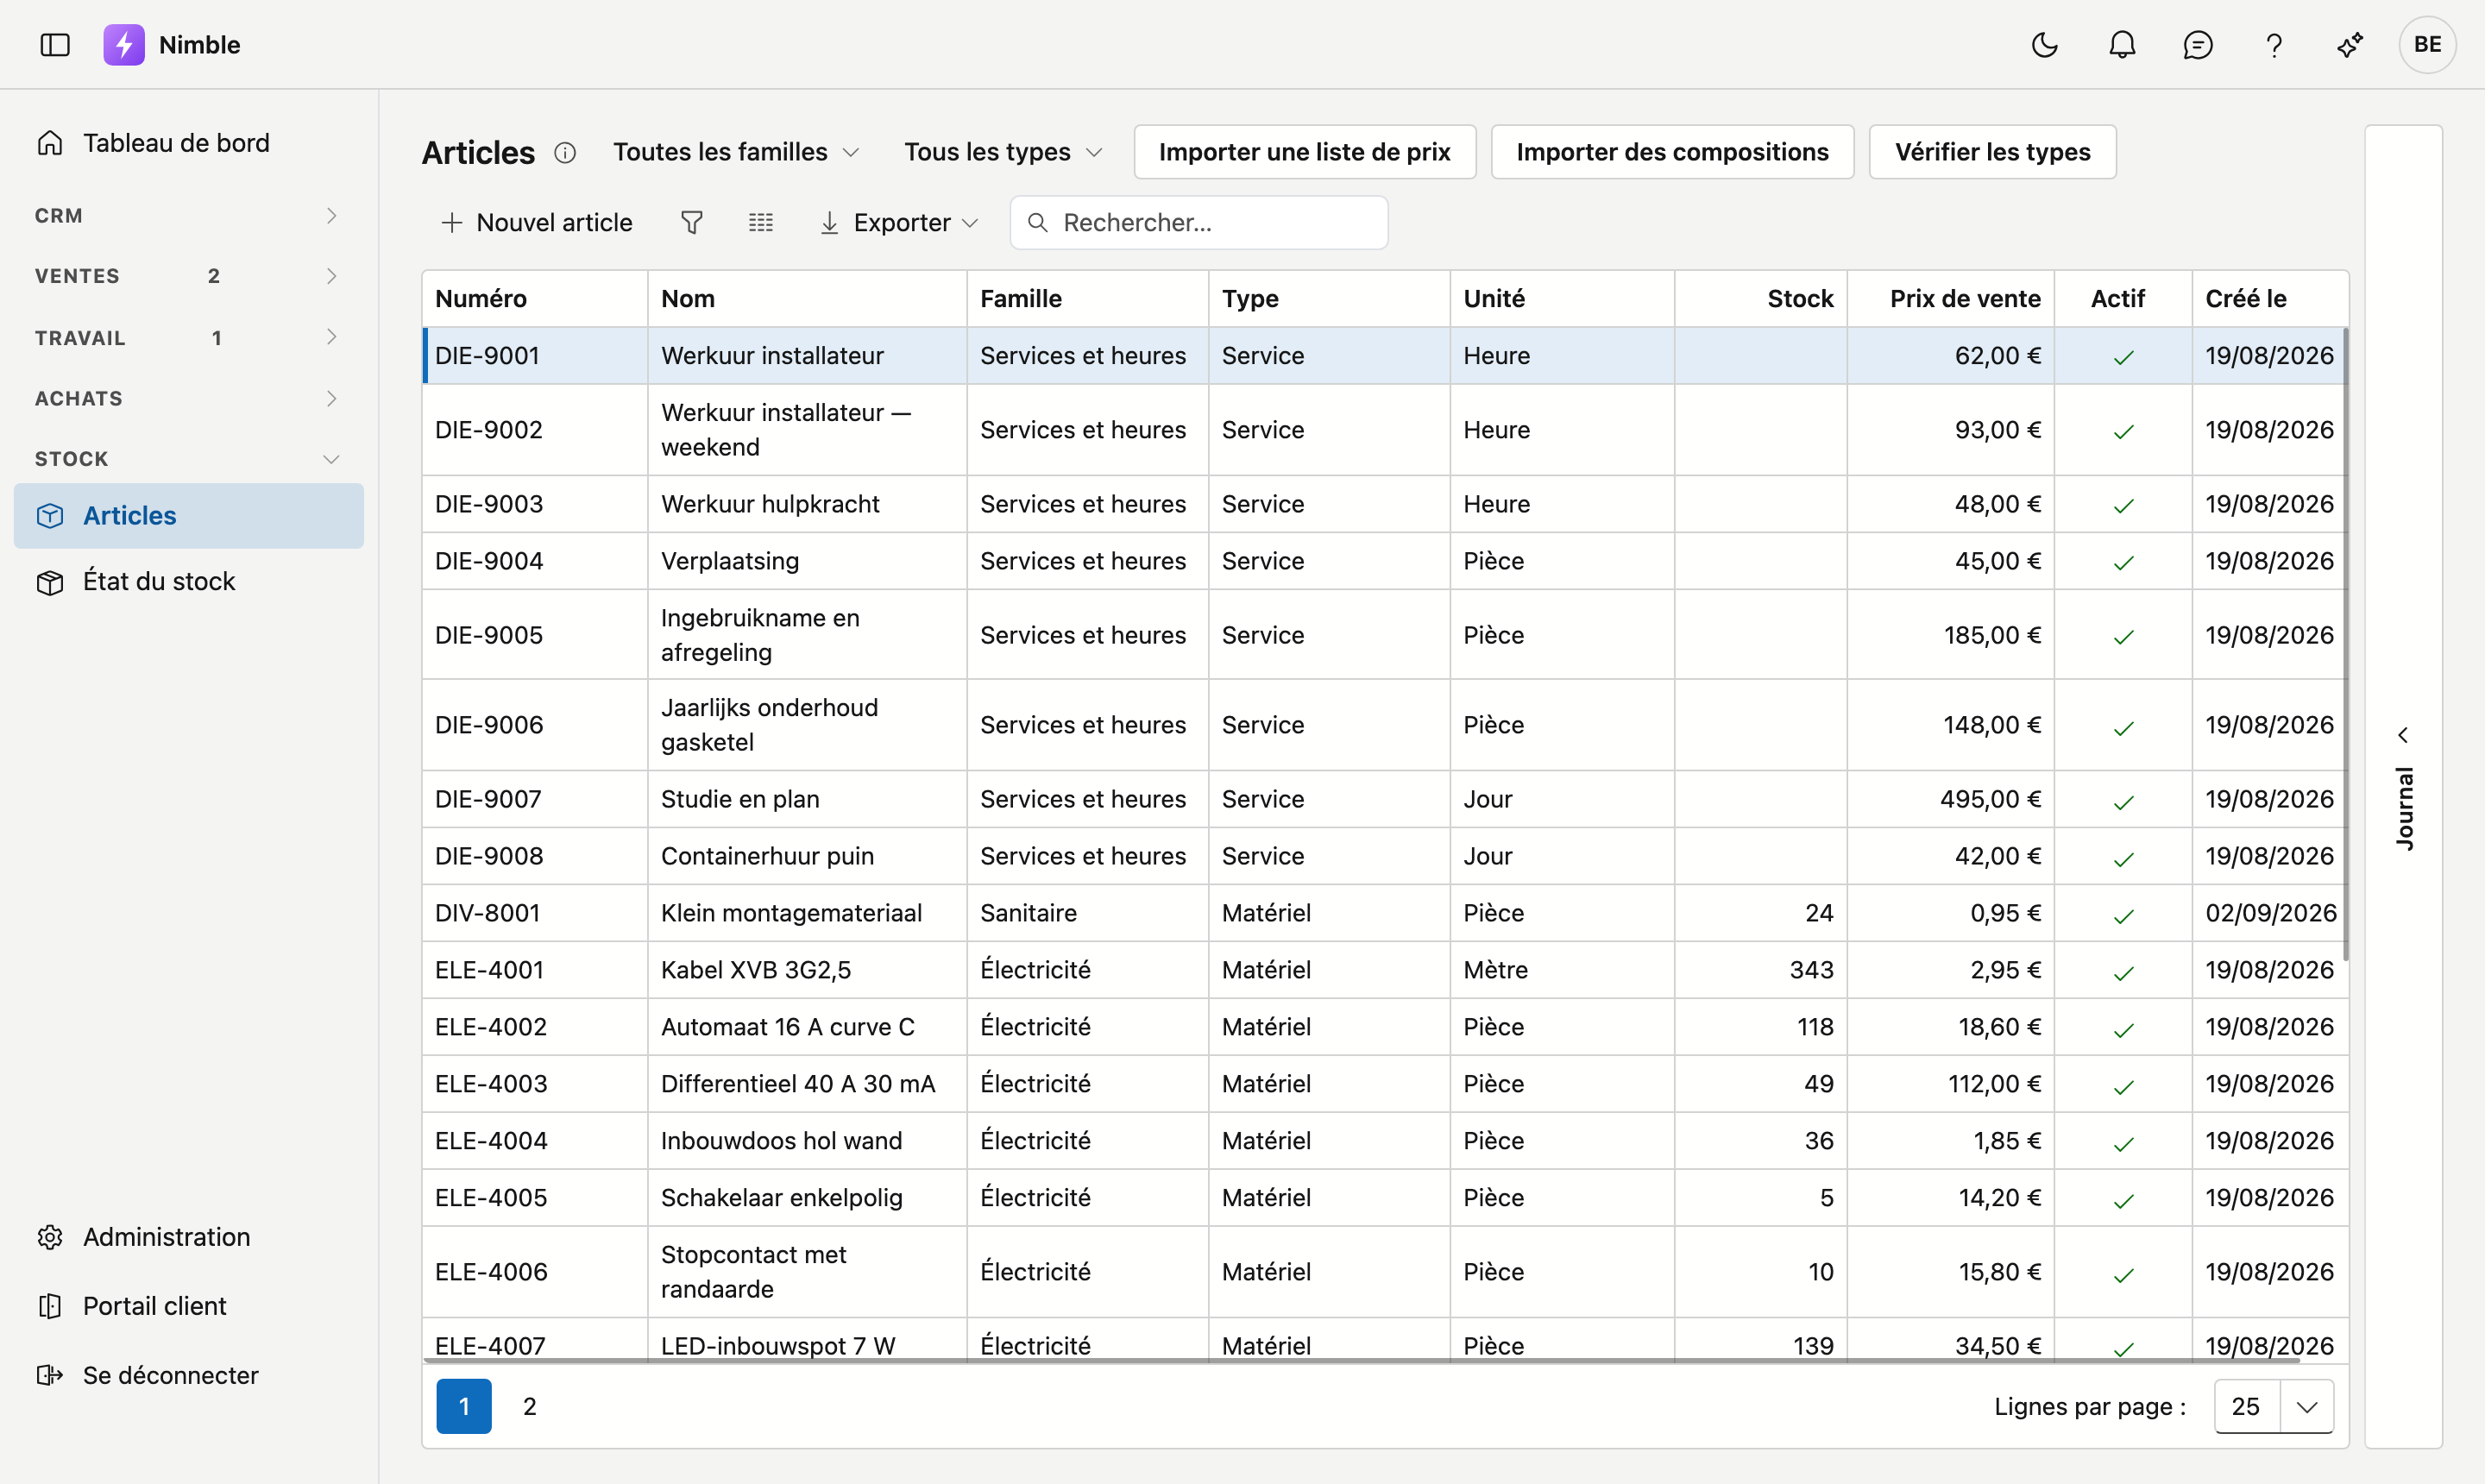 Nimble
BE
Tableau de bord
CRM
VENTES 2
TRAVAIL 1
ACHATS
STOCK
Articles
État du stock
Administration
Portail client
Se déconnecter
Articles Toutes les familles Tous les types Importer une liste de prix Importer des compositions Vérifier les types
Nouvel article Exporter Rechercher...
Numéro Nom Famille Type Unité Stock Prix de vente Actif Créé le
DIE-9001 Werkuur installateur Services et heures Service Heure 62,00 € 19/08/2026
DIE-9002 Werkuur installateur — weekend Services et heures Service Heure 93,00 € 19/08/2026
DIE-9003 Werkuur hulpkracht Services et heures Service Heure 48,00 € 19/08/2026
DIE-9004 Verplaatsing Services et heures Service Pièce 45,00 € 19/08/2026
DIE-9005 Ingebruikname en afregeling Services et heures Service Pièce 185,00 € 19/08/2026
DIE-9006 Jaarlijks onderhoud gasketel Services et heures Service Pièce 148,00 € 19/08/2026
DIE-9007 Studie en plan Services et heures Service Jour 495,00 € 19/08/2026
DIE-9008 Containerhuur puin Services et heures Service Jour 42,00 € 19/08/2026
DIV-8001 Klein montagemateriaal Sanitaire Matériel Pièce 24 0,95 € 02/09/2026
ELE-4001 Kabel XVB 3G2,5 Électricité Matériel Mètre 343 2,95 € 19/08/2026
ELE-4002 Automaat 16 A curve C Électricité Matériel Pièce 118 18,60 € 19/08/2026
ELE-4003 Differentieel 40 A 30 mA Électricité Matériel Pièce 49 112,00 € 19/08/2026
ELE-4004 Inbouwdoos hol wand Électricité Matériel Pièce 36 1,85 € 19/08/2026
ELE-4005 Schakelaar enkelpolig Électricité Matériel Pièce 5 14,20 € 19/08/2026
ELE-4006 Stopcontact met randaarde Électricité Matériel Pièce 10 15,80 € 19/08/2026
ELE-4007 LED-inbouwspot 7 W Électricité Matériel Pièce 139 34,50 € 19/08/2026
1 2 Lignes par page : 25
Journal